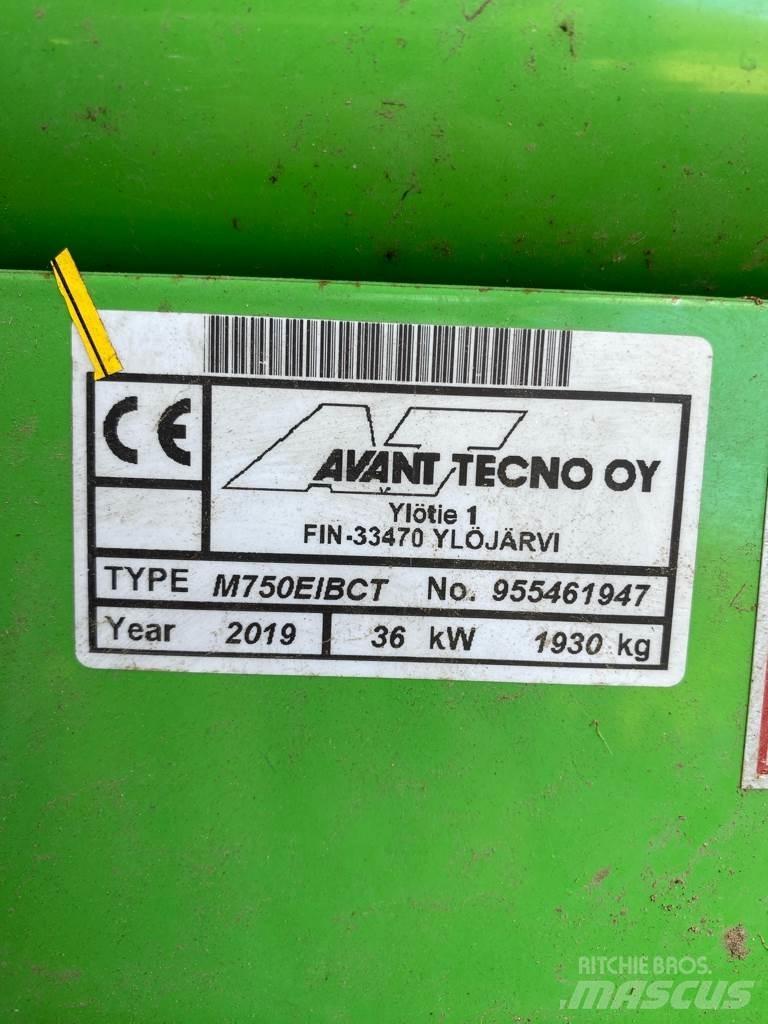 CE
AT
AVANT TECNO OY
Ylötie 1
FIN-33470 YLÖJÄRVI
TYPE M750EIBCT No. 955461947
Year 2019 36 kW 1930 kg
RITCHIE BROS.
MASCUS